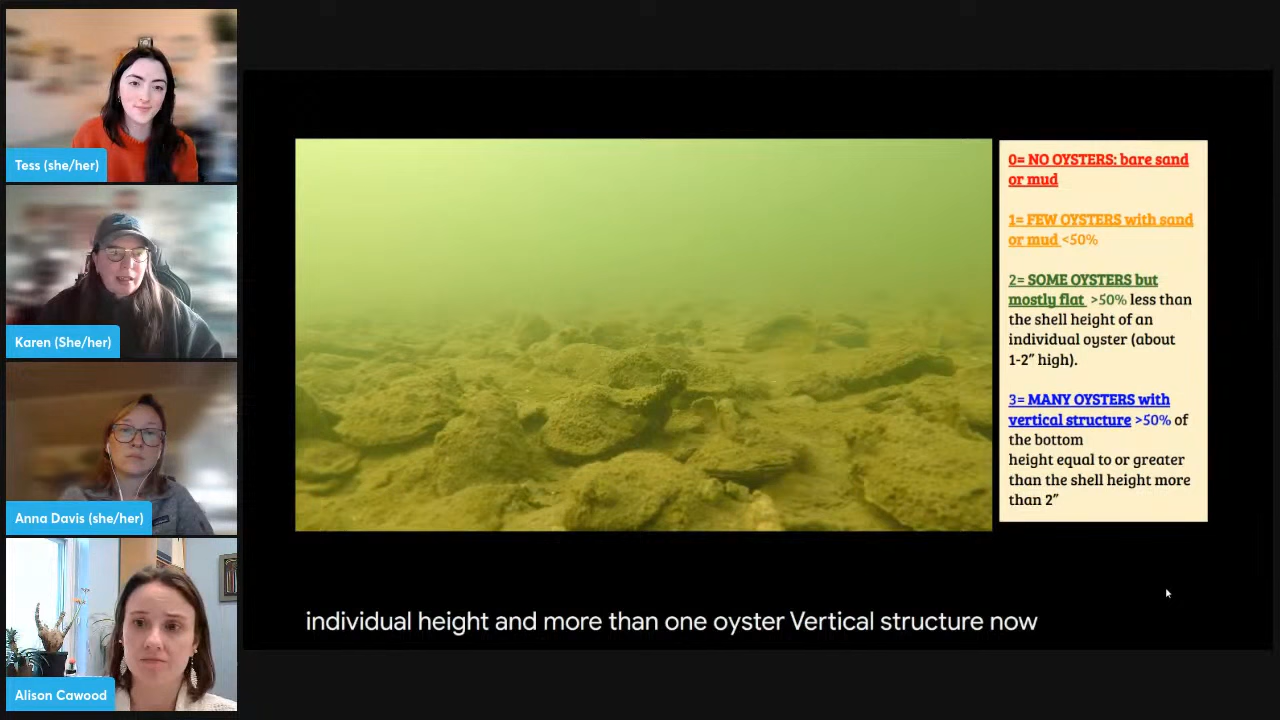 Tess (she/her)
Karen (She/her)
Anna Davis (she/her)
Alison Cawood
0= NO OYSTERS: bare sand
or mud
1= FEW OYSTERS with sand
or mud <50%
2= SOME OYSTERS but
mostly flat >50% less than
the shell height of an
individual oyster (about
1-2″ high).
3= MANY OYSTERS with
vertical structure >50% of
the bottom
height equal to or greater
than the shell height more
than 2″
individual height and more than one oyster Vertical structure now